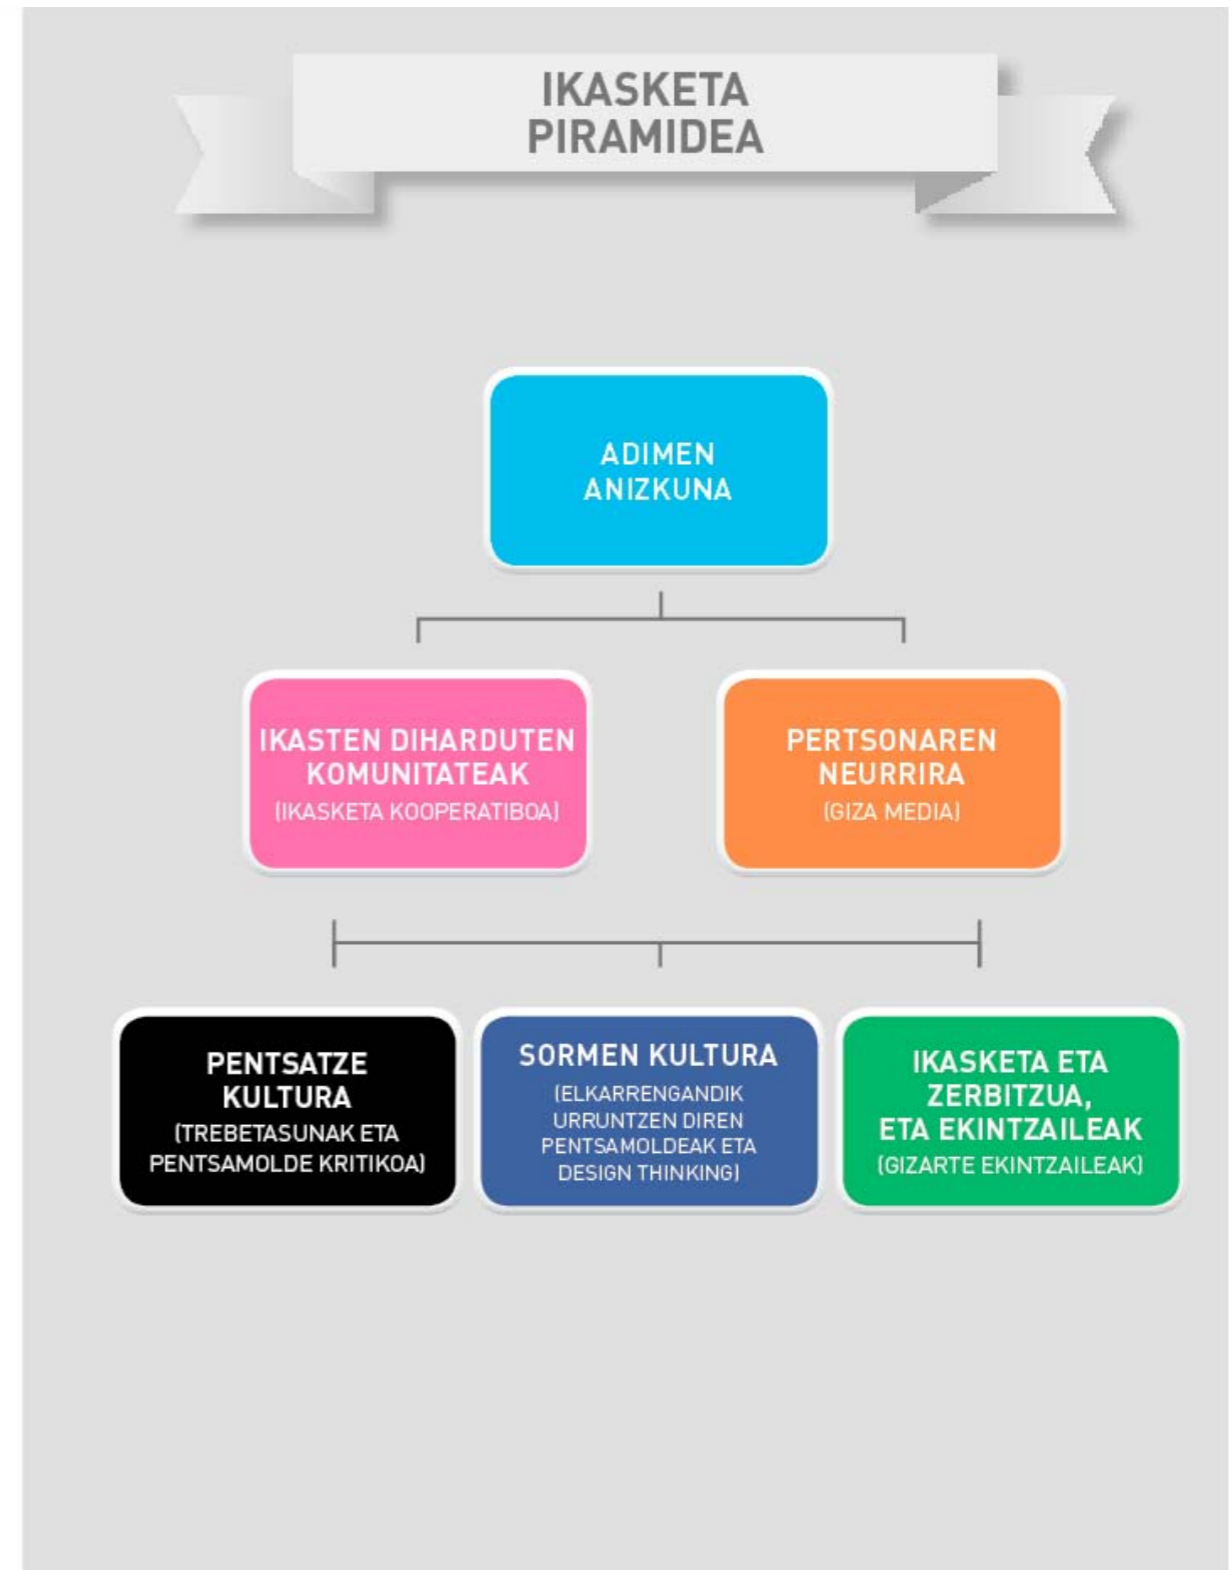 IKASKETA
PIRAMIDEA
ADIMEN
ANIZKUNA
IKASTEN DIHARDUTEN
KOMUNITATEAK
(IKASKETA KOOPERATIBOA)
PERTSONAREN
NEURRIRA
(GIZA MEDIA)
PENTSATZE
KULTURA
(TREBETASUNAK ETA
PENTSAMOLDE KRITIKOA)
SORMEN KULTURA
(ELKARRENGANDIK
URRUNTZEN DIREN
PENTSAMOLDEAK ETA
DESIGN THINKING)
IKASKETA ETA
ZERBITZUA,
ETA EKINTZAILEAK
(GIZARTE EKINTZAILEAK)